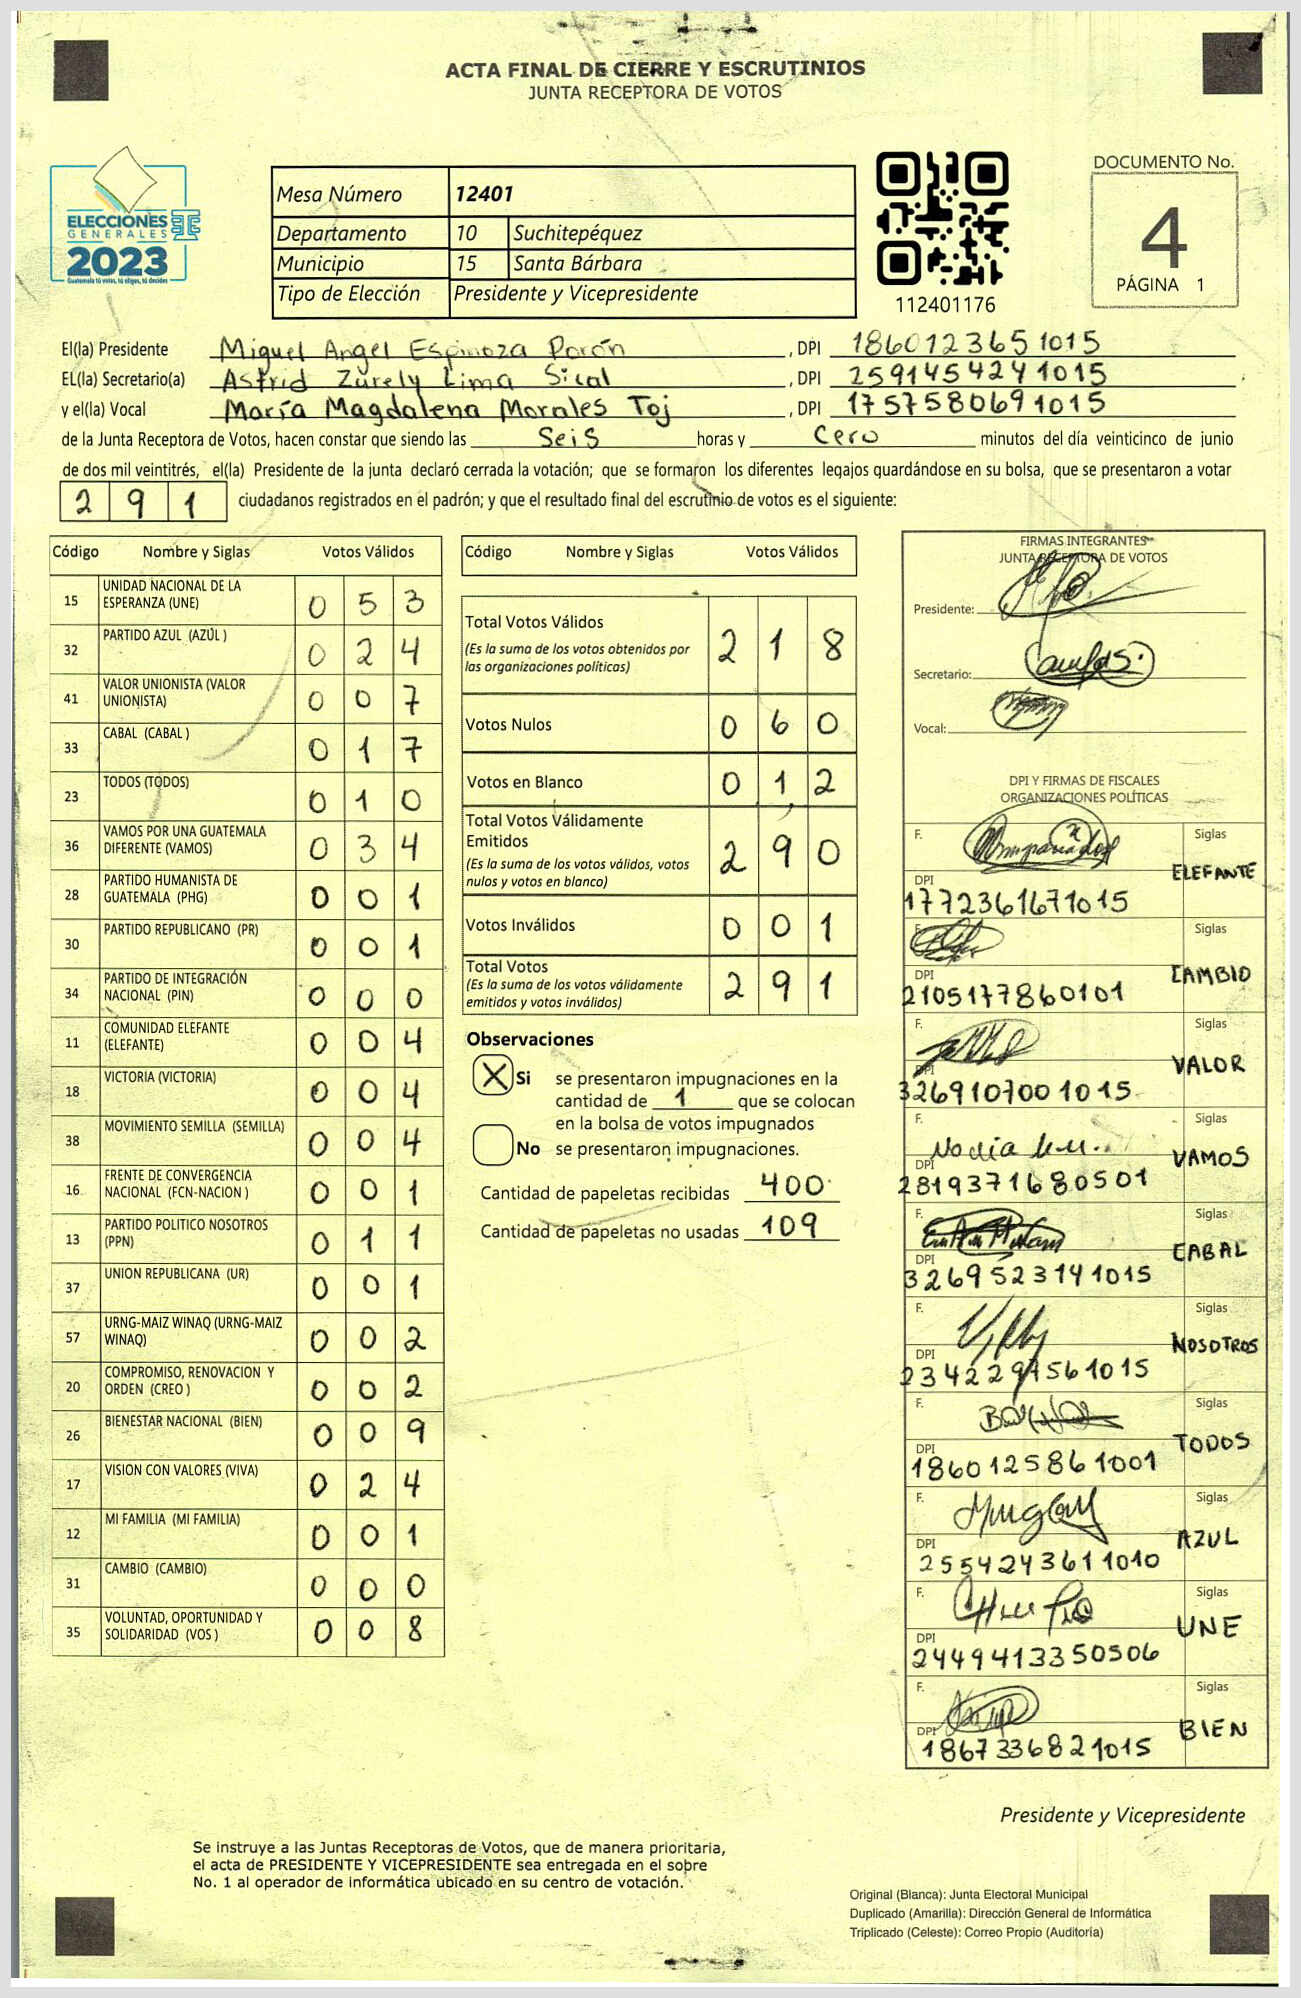 ACTA FINAL DE CIERRE Y ESCRUTINIOS
JUNTA RECEPTORA DE VOTOS
ELECCIONES
GENERALES
2023
Guatemala tú votas, tú eliges, tú decides
Mesa Número 12401
Departamento 10 Suchitepéquez
Municipio 15 Santa Bárbara
Tipo de Elección Presidente y Vicepresidente
112401176
DOCUMENTO No.
4
PÁGINA 1
El(la) Presidente Miguel Angel Espinoza Dorón , DPI 1860123651015
EL(la) Secretario(a) Astrid Zurely Lima Sical , DPI 2591454241015
y el(la) Vocal María Magdalena Morales Toj , DPI 1757580691015
de la Junta Receptora de Votos, hacen constar que siendo las Seis horas y Cero minutos del día veinticinco de junio
de dos mil veintitrés, el(la) Presidente de la junta declaró cerrada la votación; que se formaron los diferentes legajos guardándose en su bolsa, que se presentaron a votar
291 ciudadanos registrados en el padrón; y que el resultado final del escrutinio de votos es el siguiente:
Código Nombre y Siglas Votos Válidos
15 UNIDAD NACIONAL DE LA ESPERANZA (UNE) 0 5 3
32 PARTIDO AZUL (AZÚL ) 0 2 4
41 VALOR UNIONISTA (VALOR UNIONISTA) 0 0 7
33 CABAL (CABAL ) 0 1 7
23 TODOS (TODOS) 0 1 0
36 VAMOS POR UNA GUATEMALA DIFERENTE (VAMOS) 0 3 4
28 PARTIDO HUMANISTA DE GUATEMALA (PHG) 0 0 1
30 PARTIDO REPUBLICANO (PR) 0 0 1
34 PARTIDO DE INTEGRACIÓN NACIONAL (PIN) 0 0 0
11 COMUNIDAD ELEFANTE (ELEFANTE) 0 0 4
18 VICTORIA (VICTORIA) 0 0 4
38 MOVIMIENTO SEMILLA (SEMILLA) 0 0 4
16 FRENTE DE CONVERGENCIA NACIONAL (FCN-NACION ) 0 0 1
13 PARTIDO POLITICO NOSOTROS (PPN) 0 1 1
37 UNION REPUBLICANA (UR) 0 0 1
57 URNG-MAIZ WINAQ (URNG-MAIZ WINAQ) 0 0 2
20 COMPROMISO, RENOVACION Y ORDEN (CREO ) 0 0 2
26 BIENESTAR NACIONAL (BIEN) 0 0 9
17 VISION CON VALORES (VIVA) 0 2 4
12 MI FAMILIA (MI FAMILIA) 0 0 1
31 CAMBIO (CAMBIO) 0 0 0
35 VOLUNTAD, OPORTUNIDAD Y SOLIDARIDAD (VOS ) 0 0 8
Código Nombre y Siglas Votos Válidos
Total Votos Válidos 2 1 8
(Es la suma de los votos obtenidos por
las organizaciones políticas)
Votos Nulos 0 6 0
Votos en Blanco 0 1 2
Total Votos Válidamente
Emitidos 2 9 0
(Es la suma de los votos válidos, votos
nulos y votos en blanco)
Votos Inválidos 0 0 1
Total Votos 2 9 1
(Es la suma de los votos válidamente
emitidos y votos inválidos)
Observaciones
X Si se presentaron impugnaciones en la
cantidad de 1 que se colocan
en la bolsa de votos impugnados
No se presentaron impugnaciones.
Cantidad de papeletas recibidas 400
Cantidad de papeletas no usadas 109
FIRMAS INTEGRANTES
JUNTA RECEPTORA DE VOTOS
Presidente:
Secretario:
Vocal:
DPI Y FIRMAS DE FISCALES
ORGANIZACIONES POLÍTICAS
F. Siglas
ELEFANTE
DPI
1772361671015
F. Siglas
CAMBIO
DPI
2105177860101
F. Siglas
VALOR
DPI
3269107001015
F. Siglas
Nadia
VAMOS
DPI
2819371680501
F. Siglas
CABAL
DPI
3269523141015
F. Siglas
NOSOTROS
DPI
2342297561015
F. Siglas
TODOS
DPI
1860125861001
F. Siglas
AZUL
DPI
2554243611010
F. Siglas
UNE
DPI
2449413350506
F. Siglas
BIEN
DPI
1867336821015
Presidente y Vicepresidente
Se instruye a las Juntas Receptoras de Votos, que de manera prioritaria,
el acta de PRESIDENTE Y VICEPRESIDENTE sea entregada en el sobre
No. 1 al operador de informática ubicado en su centro de votación.
Original (Blanca): Junta Electoral Municipal
Duplicado (Amarilla): Dirección General de Informática
Triplicado (Celeste): Correo Propio (Auditoría)